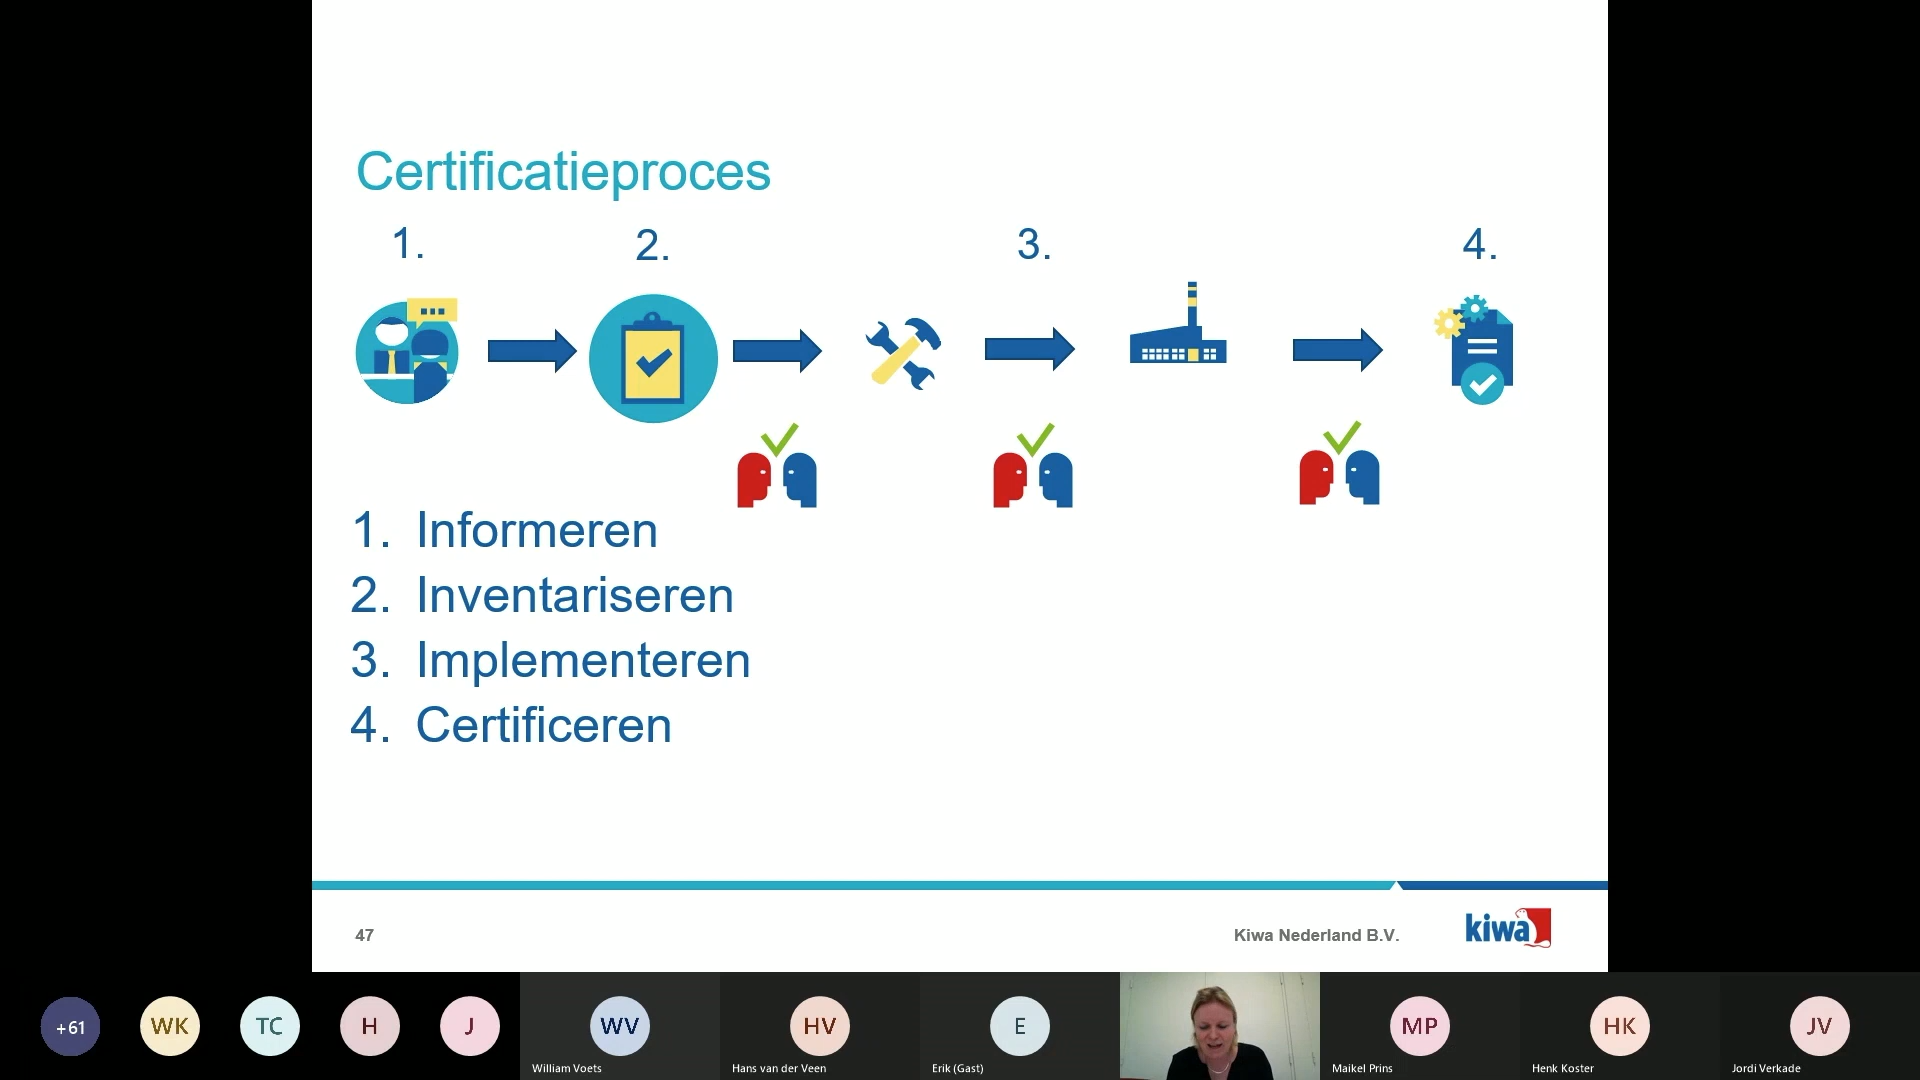 Certificatieproces
1.
2.
3.
4.
1. Informeren
2. Inventariseren
3. Implementeren
4. Certificeren
47
Kiwa Nederland B.V.
kiwa
+61
WK
TC
H
J
WV
HV
E
MP
HK
JV
William Voets
Hans van der Veen
Erik (Gast)
Maikel Prins
Henk Koster
Jordi Verkade